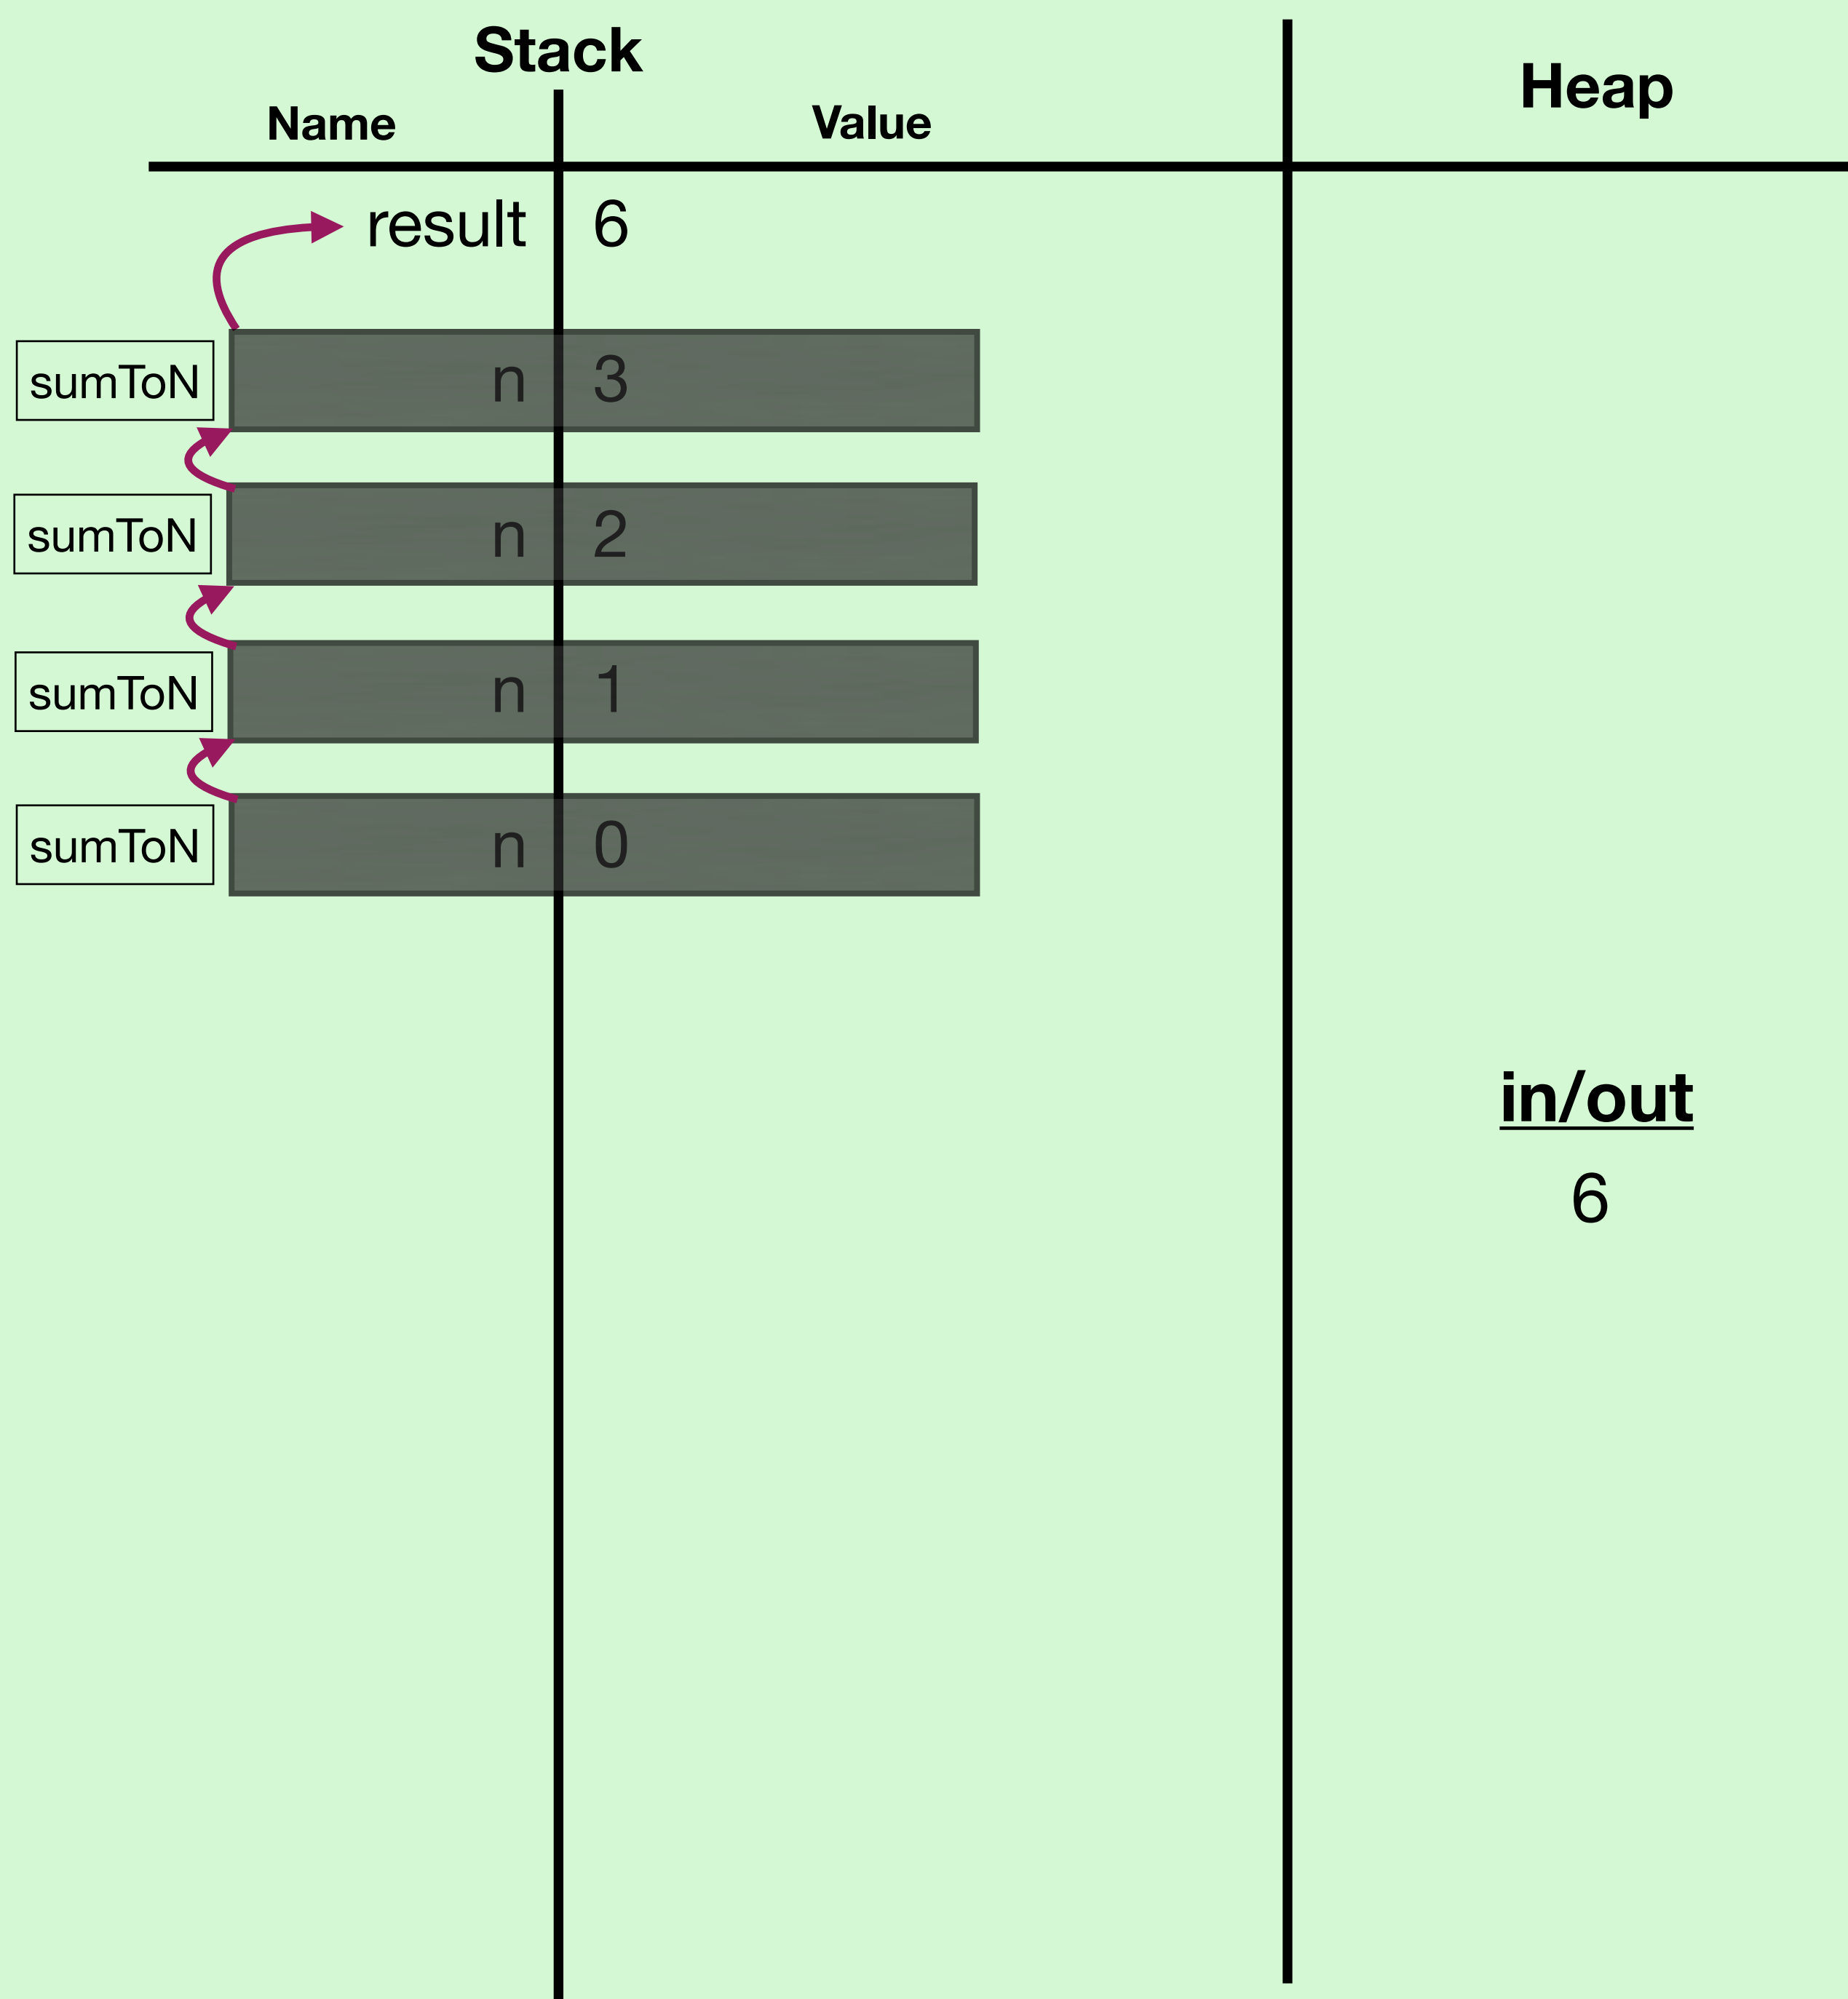 Stack
Heap
Name Value
result 6
sumToN n 3
sumToN n 2
sumToN n 1
sumToN n 0
in/out
6